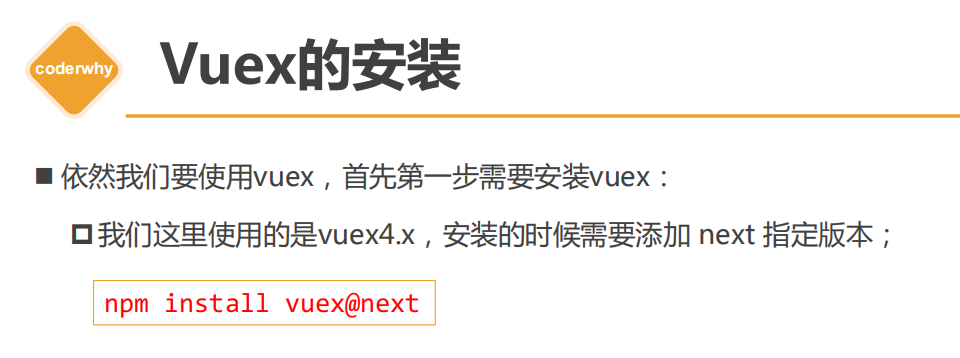 coderwhy
Vuex的安装
依然我们要使用vuex，首先第一步需要安装vuex：
我们这里使用的是vuex4.x，安装的时候需要添加 next 指定版本；
npm install vuex@next